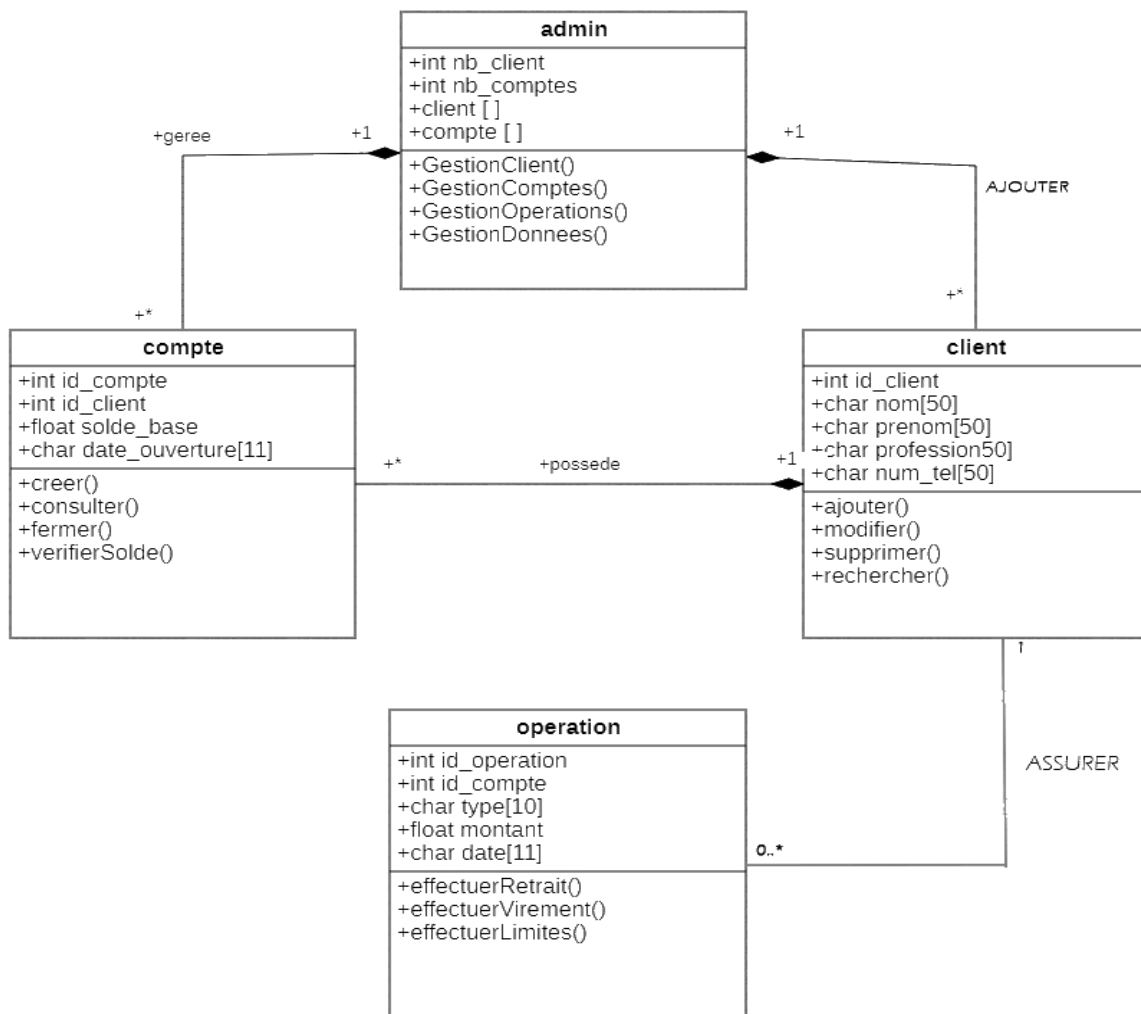 admin
+int nb_client
+int nb_comptes
+client [ ]
+compte [ ]
+GestionClient()
+GestionComptes()
+GestionOperations()
+GestionDonnees()
+geree
+1
+1
AJOUTER
+*
+*
compte
+int id_compte
+int id_client
+float solde_base
+char date_ouverture[11]
+creer()
+consulter()
+fermer()
+verifierSolde()
+*
+possede
+1
client
+int id_client
+char nom[50]
+char prenom[50]
+char profession50]
+char num_tel[50]
+ajouter()
+modifier()
+supprimer()
+rechercher()
1
ASSURER
0..*
operation
+int id_operation
+int id_compte
+char type[10]
+float montant
+char date[11]
+effectuerRetrait()
+effectuerVirement()
+effectuerLimites()